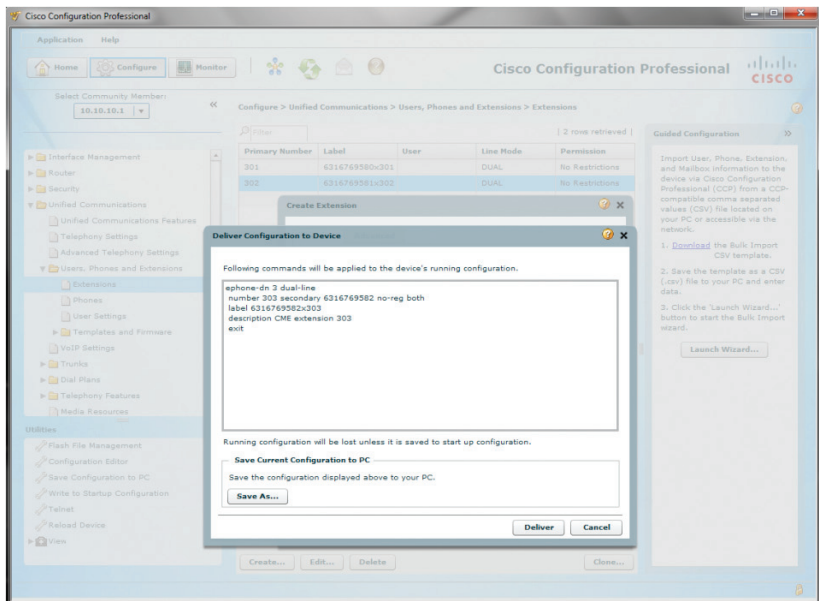 Cisco Configuration Professional
Application Help
Home Configure Monitor
Cisco Configuration Professional
CISCO
Select Community Member:
10.10.10.1
Configure > Unified Communications > Users, Phones and Extensions > Extensions
Filter
| 2 rows retrieved |
Primary Number Label User Line Mode Permission
301 6316769580x301 DUAL No Restrictions
302 6316769581x302 DUAL No Restrictions
Interface Management
Router
Security
Unified Communications
Unified Communications Features
Telephony Settings
Advanced Telephony Settings
Users, Phones and Extensions
Extensions
Phones
User Settings
Templates and Firmware
VoIP Settings
Trunks
Dial Plans
Telephony Features
Media Resources
Utilities
Flash File Management
Configuration Editor
Save Configuration to PC
Write to Startup Configuration
Telnet
Reload Device
View
Create Extension
Deliver Configuration to Device
Following commands will be applied to the device's running configuration.
ephone-dn 3 dual-line
number 303 secondary 6316769582 no-reg both
label 6316769582x303
description CME extension 303
exit
Running configuration will be lost unless it is saved to start up configuration.
Save Current Configuration to PC
Save the configuration displayed above to your PC.
Save As...
Deliver Cancel
Create... Edit... Delete Clone...
Guided Configuration
Import User, Phone, Extension,
and Mailbox information to the
device via Cisco Configuration
Professional (CCP) from a CCP-
compatible comma separated
values (CSV) file located on
your PC or accessible via the
network.
1. Download the Bulk Import
CSV template.
2. Save the template as a CSV
(.csv) file to your PC and enter
data.
3. Click the 'Launch Wizard...'
button to start the Bulk Import
wizard.
Launch Wizard...